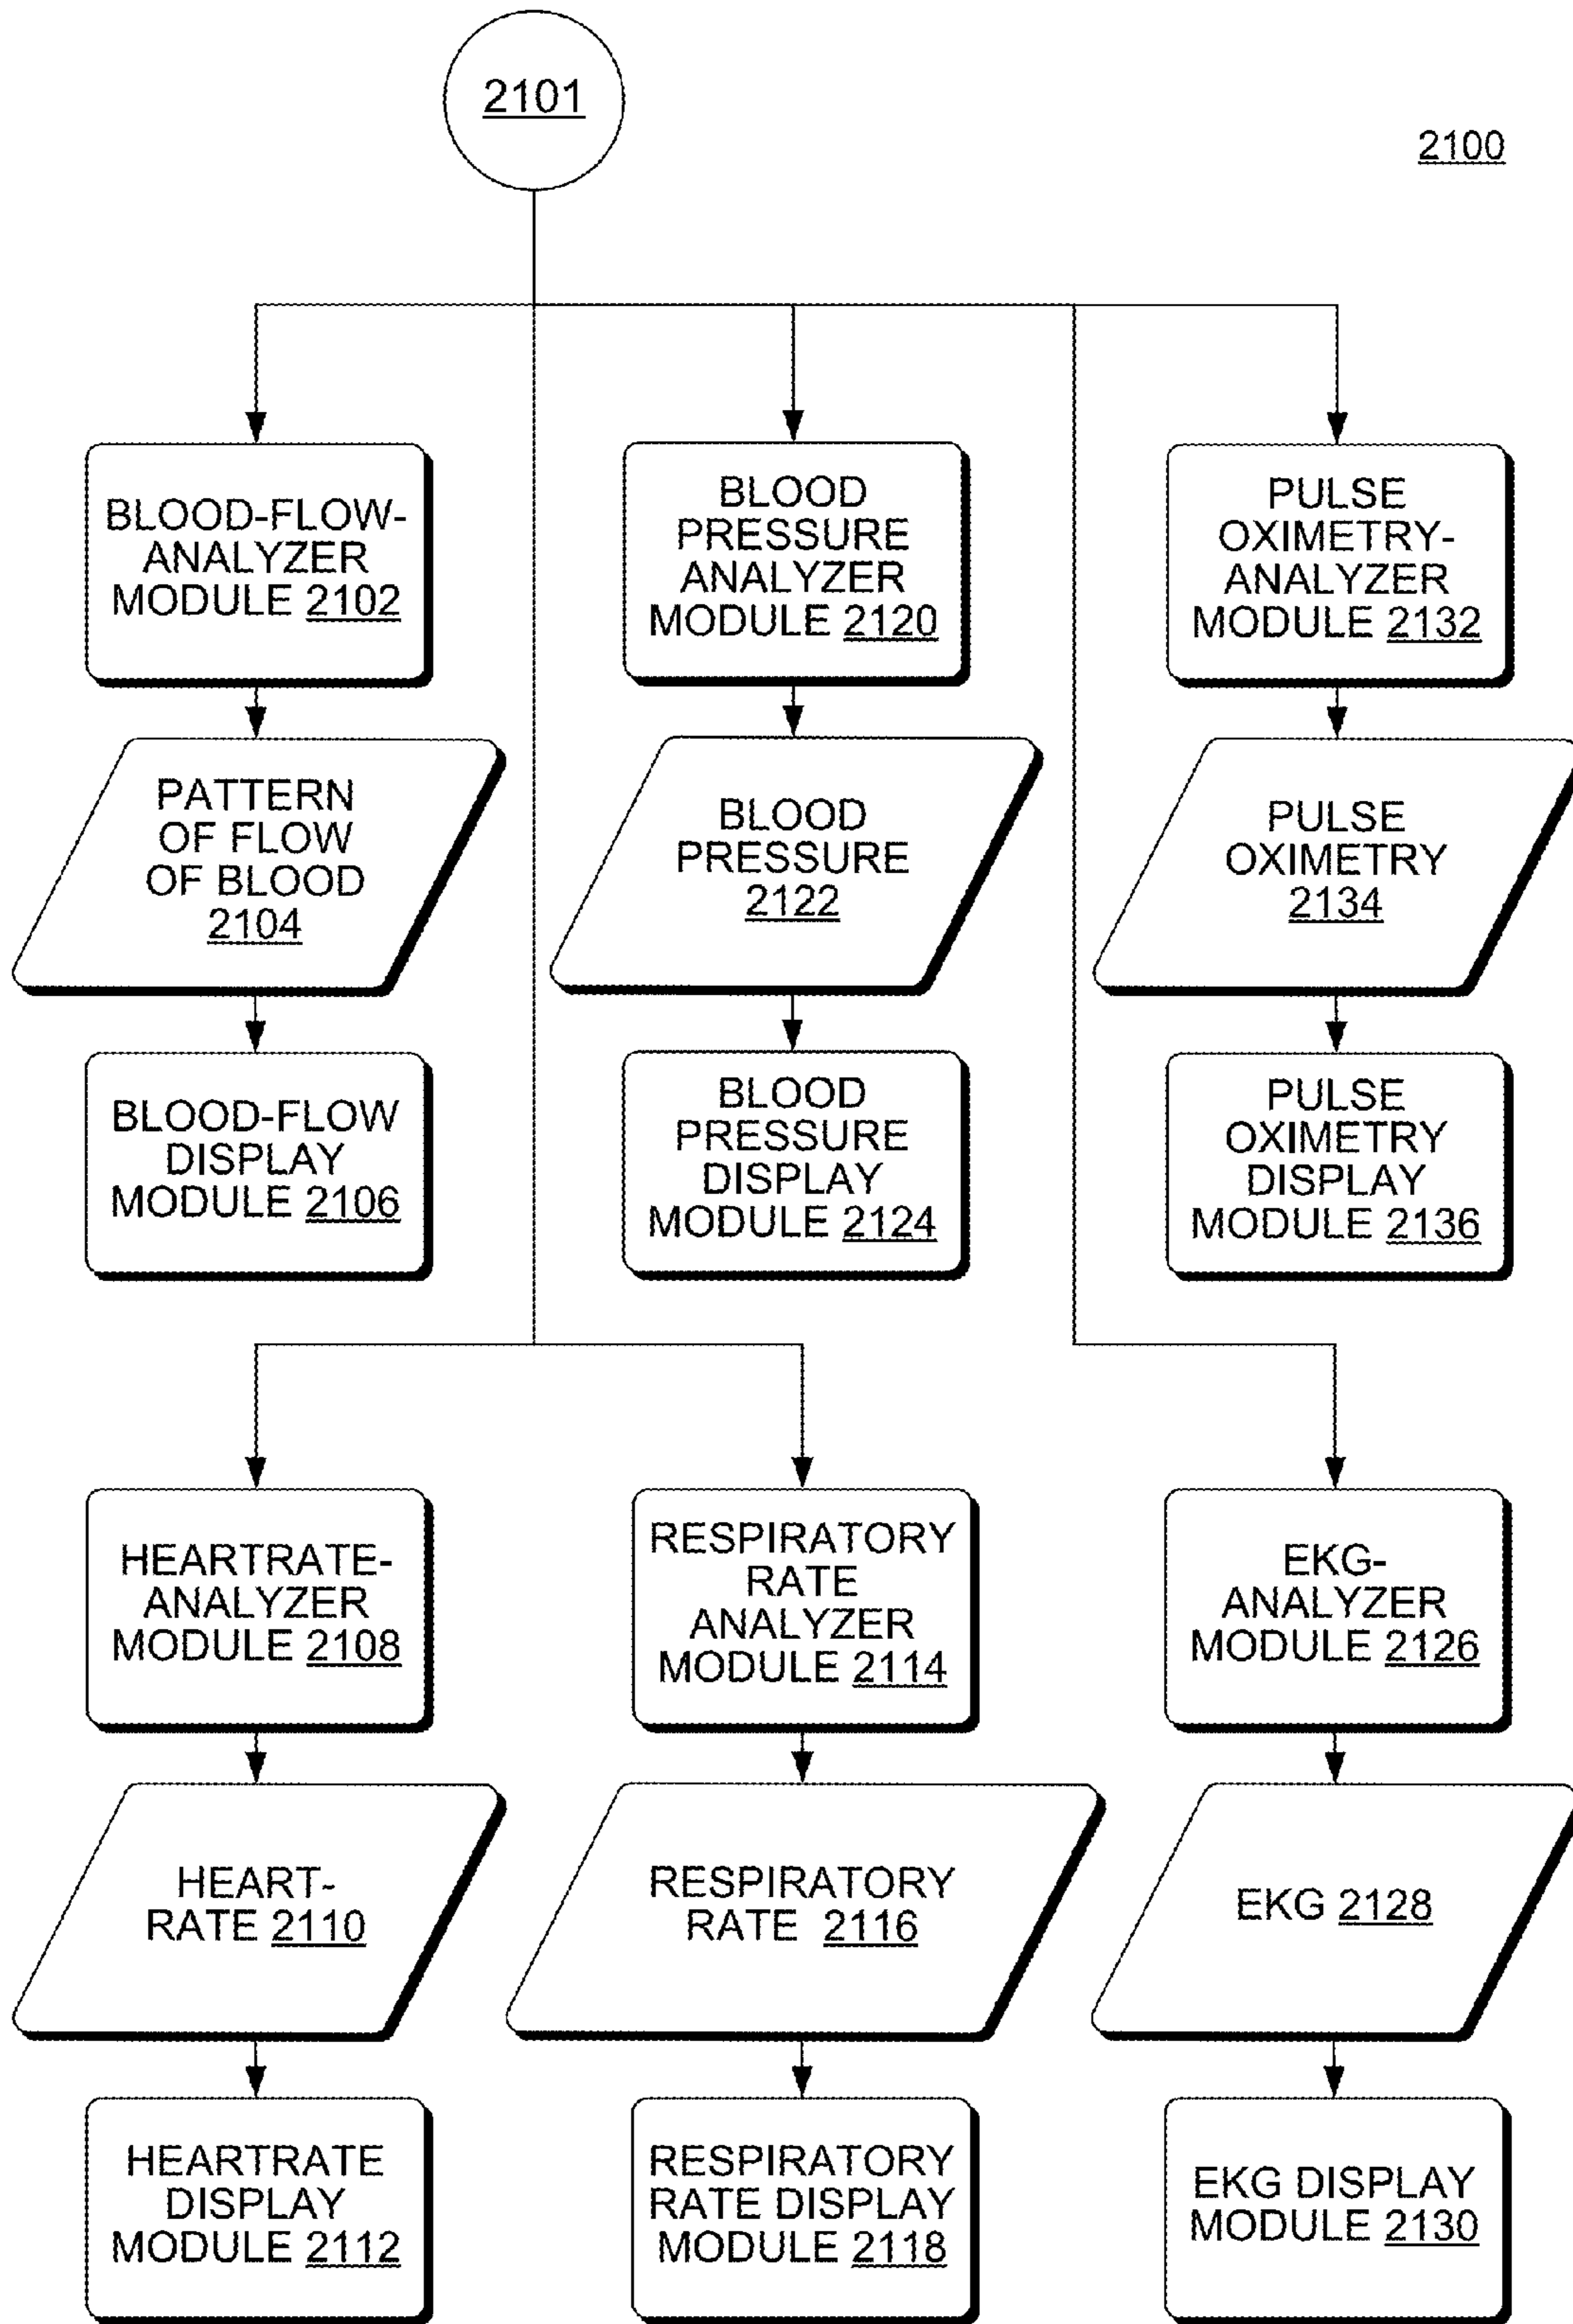 2101
2100
BLOOD-FLOW-
ANALYZER
MODULE 2102
BLOOD
PRESSURE
ANALYZER
MODULE 2120
PULSE
OXIMETRY-
ANALYZER
MODULE 2132
PATTERN
OF FLOW
OF BLOOD
2104
BLOOD
PRESSURE
2122
PULSE
OXIMETRY
2134
BLOOD-FLOW
DISPLAY
MODULE 2106
BLOOD
PRESSURE
DISPLAY
MODULE 2124
PULSE
OXIMETRY
DISPLAY
MODULE 2136
HEARTRATE-
ANALYZER
MODULE 2108
RESPIRATORY
RATE
ANALYZER
MODULE 2114
EKG-
ANALYZER
MODULE 2126
HEART-
RATE 2110
RESPIRATORY
RATE 2116
EKG 2128
HEARTRATE
DISPLAY
MODULE 2112
RESPIRATORY
RATE DISPLAY
MODULE 2118
EKG DISPLAY
MODULE 2130